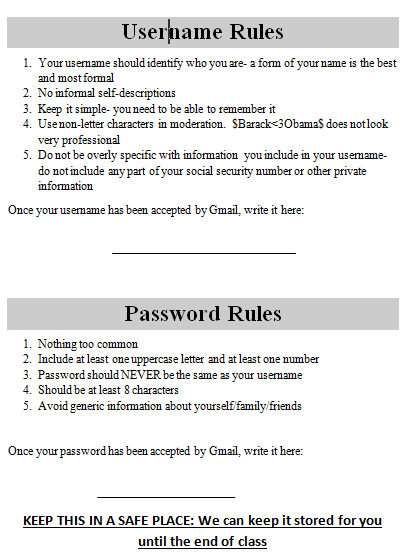 Username Rules
1. Your username should identify who you are- a form of your name is the best
and most formal
2. No informal self-descriptions
3. Keep it simple- you need to be able to remember it
4. Use non-letter characters in moderation. $Barack<3Obama$ does not look
very professional
5. Do not be overly specific with information you include in your username-
do not include any part of your social security number or other private
information
Once your username has been accepted by Gmail, write it here:
Password Rules
1. Nothing too common
2. Include at least one uppercase letter and at least one number
3. Password should NEVER be the same as your username
4. Should be at least 8 characters
5. Avoid generic information about yourself/family/friends
Once your password has been accepted by Gmail, write it here:
KEEP THIS IN A SAFE PLACE: We can keep it stored for you
until the end of class